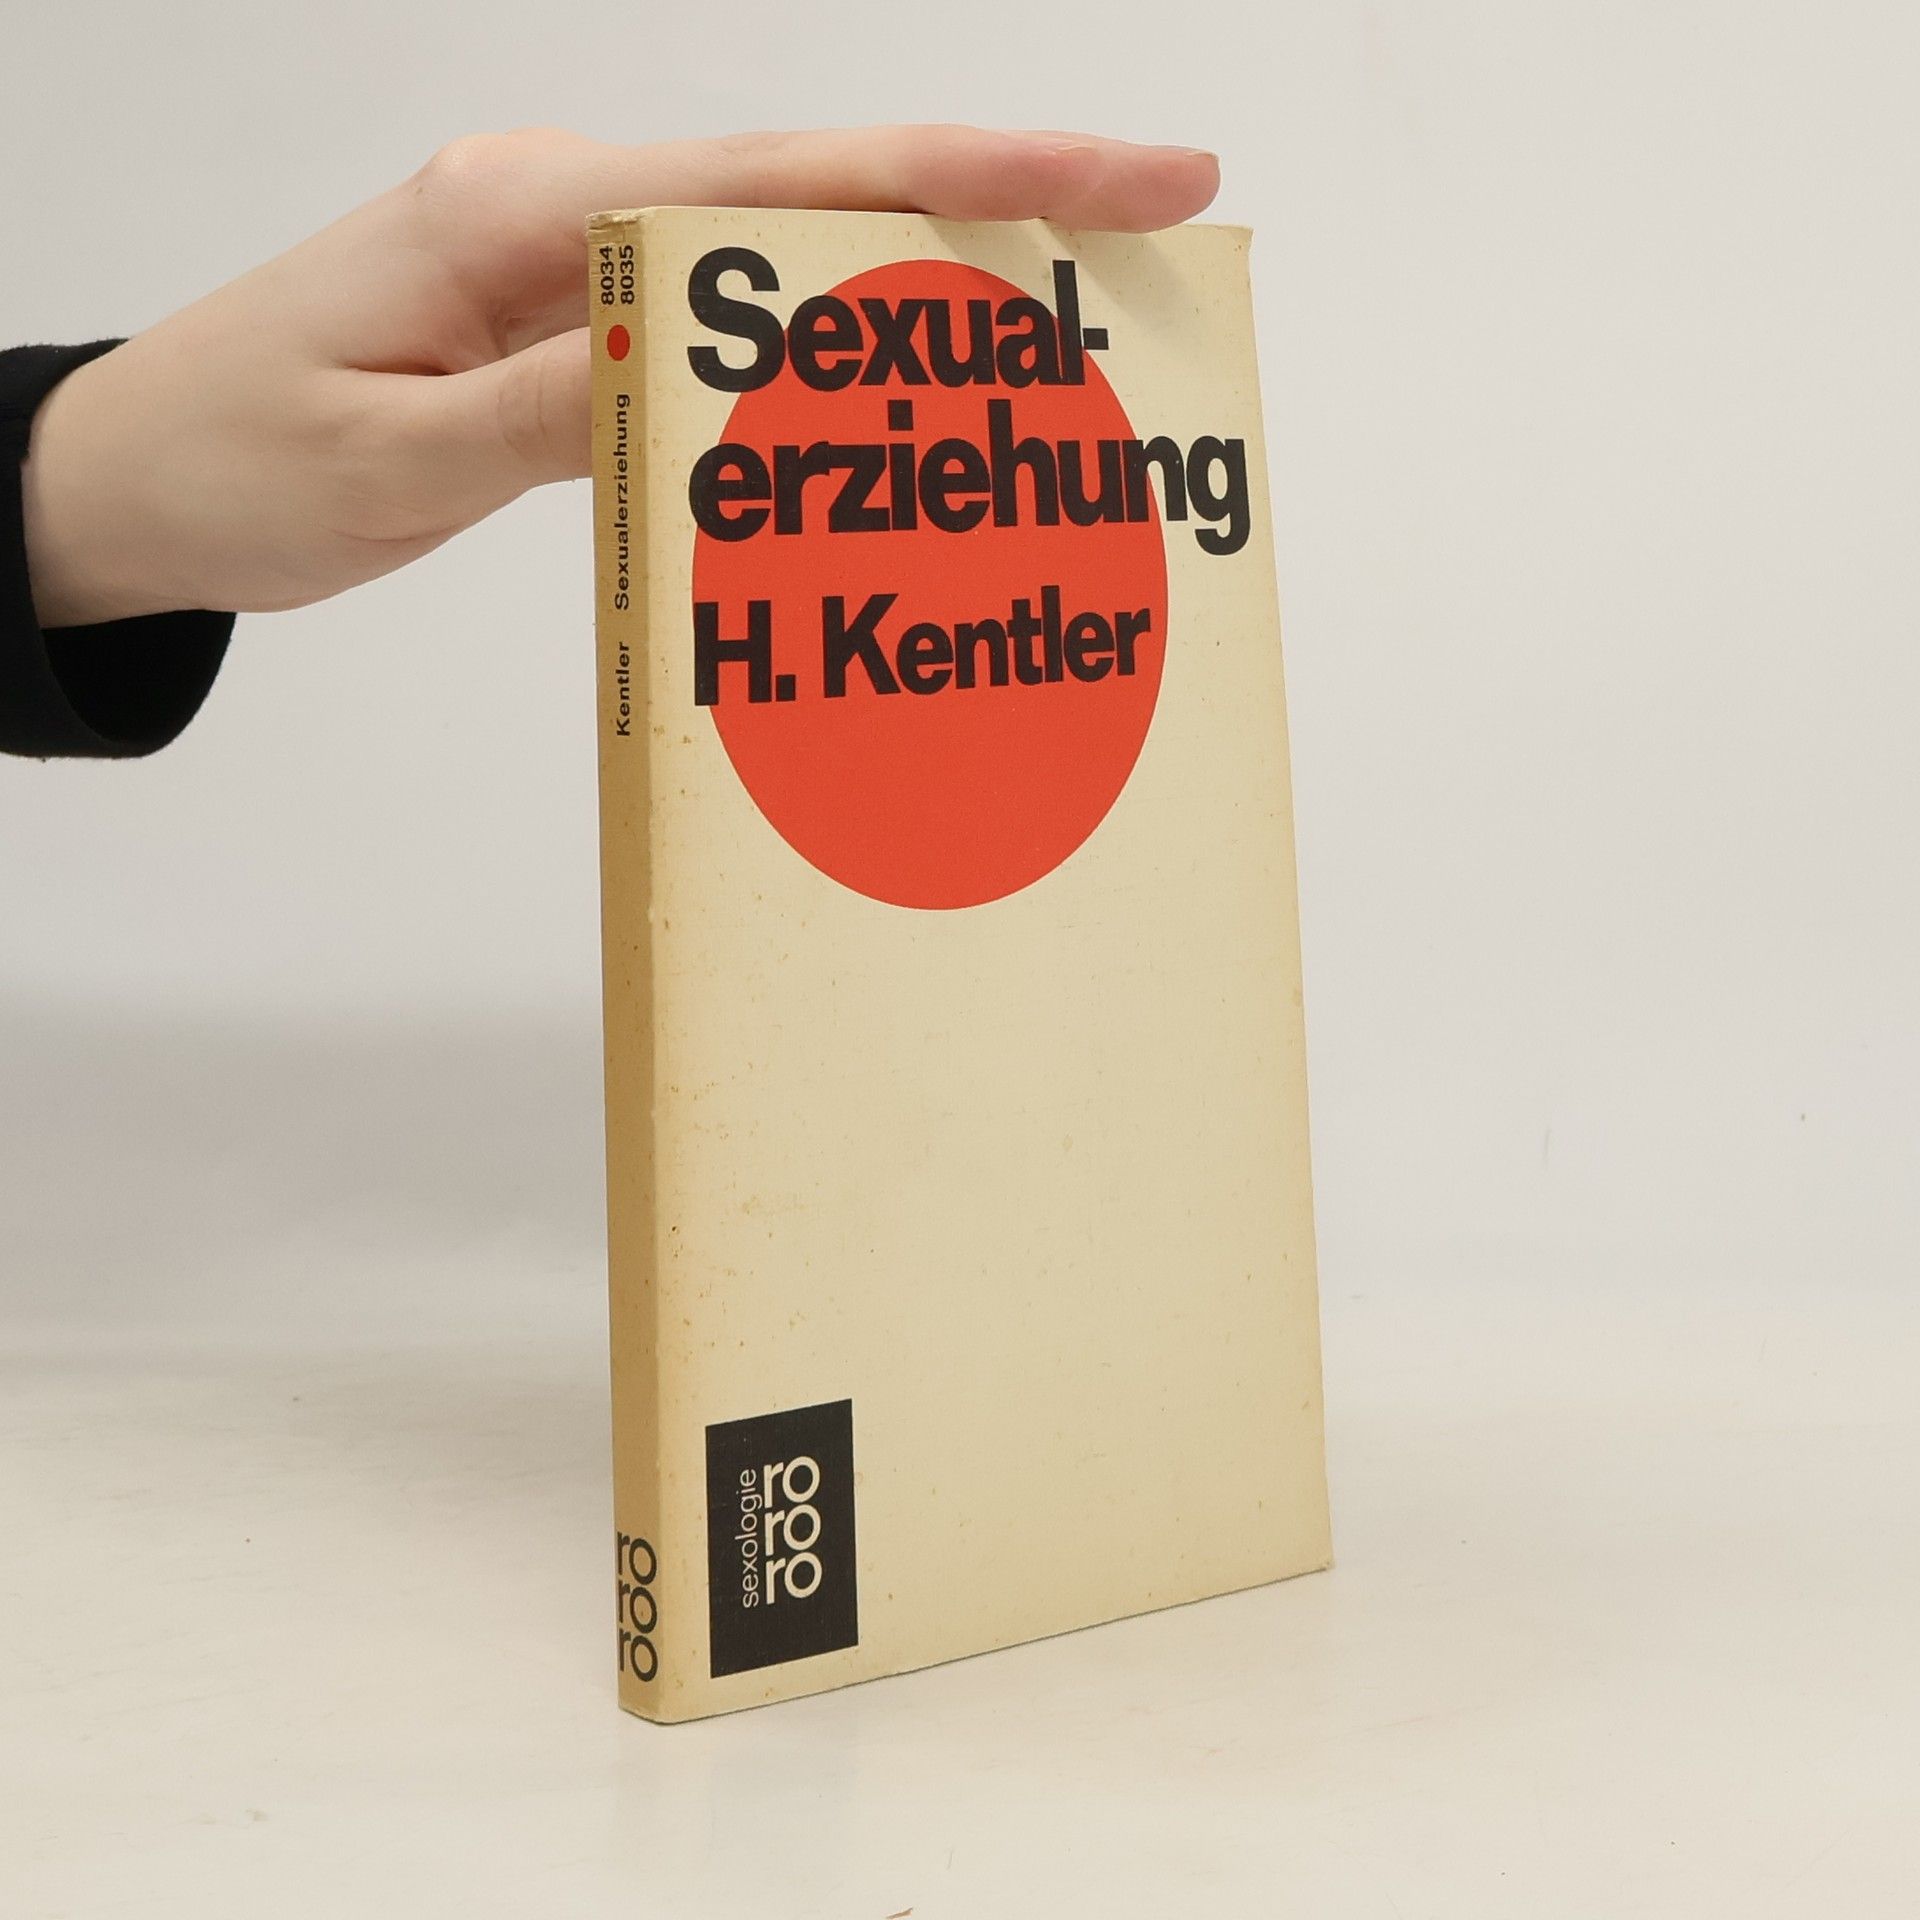 Sexual-
erziehung
H. Kentler
sexologie
ro
ro
ro
8034
8035
Kentler Sexualerziehung
ro
ro
ro